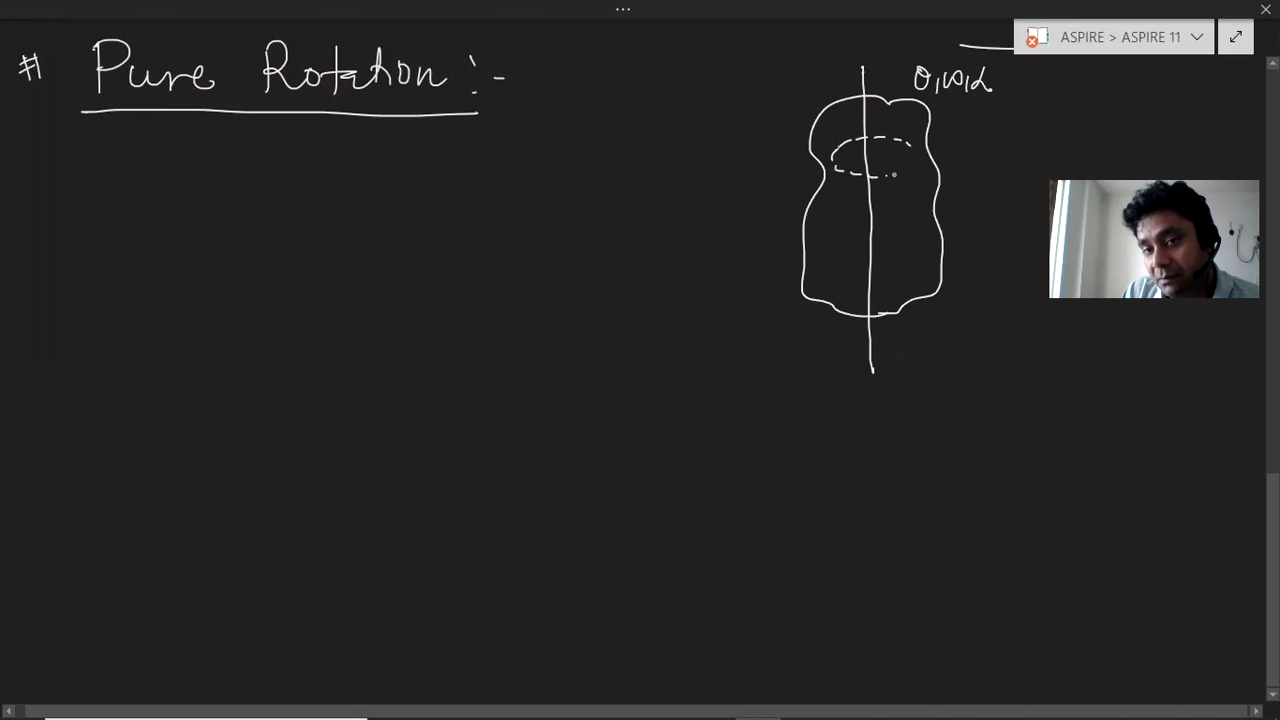 # Pure Rotation :-
θ, ω, α
ASPIRE > ASPIRE 11